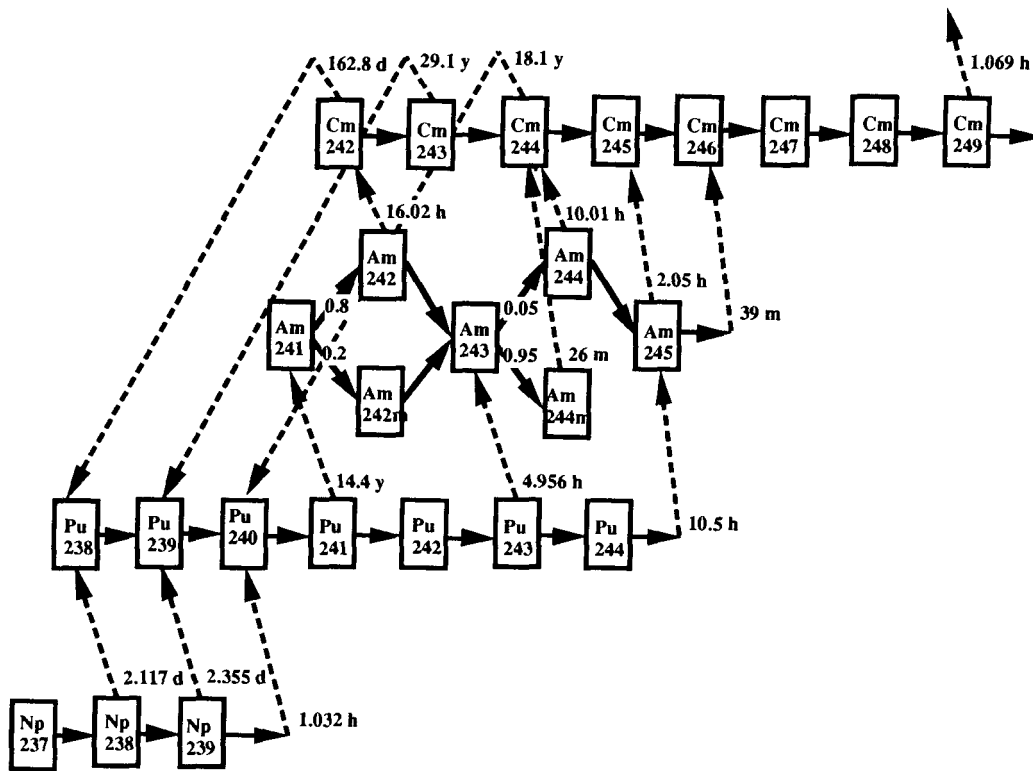 162.8 d
29.1 y
18.1 y
1.069 h
Cm
242
Cm
243
Cm
244
Cm
245
Cm
246
Cm
247
Cm
248
Cm
249
16.02 h
10.01 h
Am
242
Am
244
2.05 h
0.8
0.05
39 m
Am
241
Am
243
Am
245
0.2
0.95
26 m
Am
242m
Am
244m
14.4 y
4.956 h
10.5 h
Pu
238
Pu
239
Pu
240
Pu
241
Pu
242
Pu
243
Pu
244
2.117 d
2.355 d
1.032 h
Np
237
Np
238
Np
239